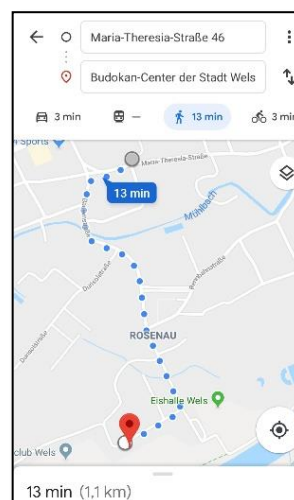 Maria-Theresia-Straße 46
Budokan-Center der Stadt Wels
3 min
—
13 min
3 min
Sports
Maria-Theresia-Straße
13 min
Mühlbach
ROSENAU
Eishalle Wels
club Wels
13 min (1,1 km)